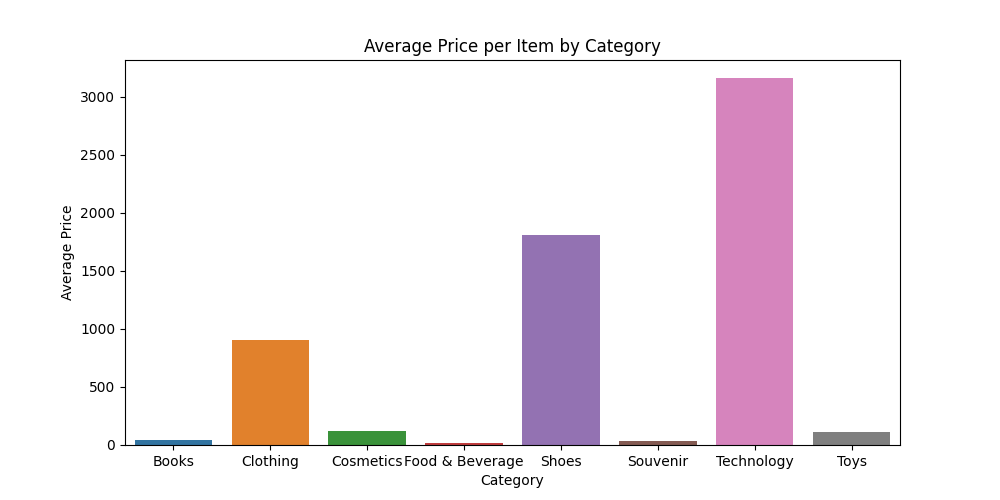 Average Price per Item by Category
Average Price
3000
2500
2000
1500
1000
500
0
Books Clothing Cosmetics Food & Beverage Shoes Souvenir Technology Toys
Category